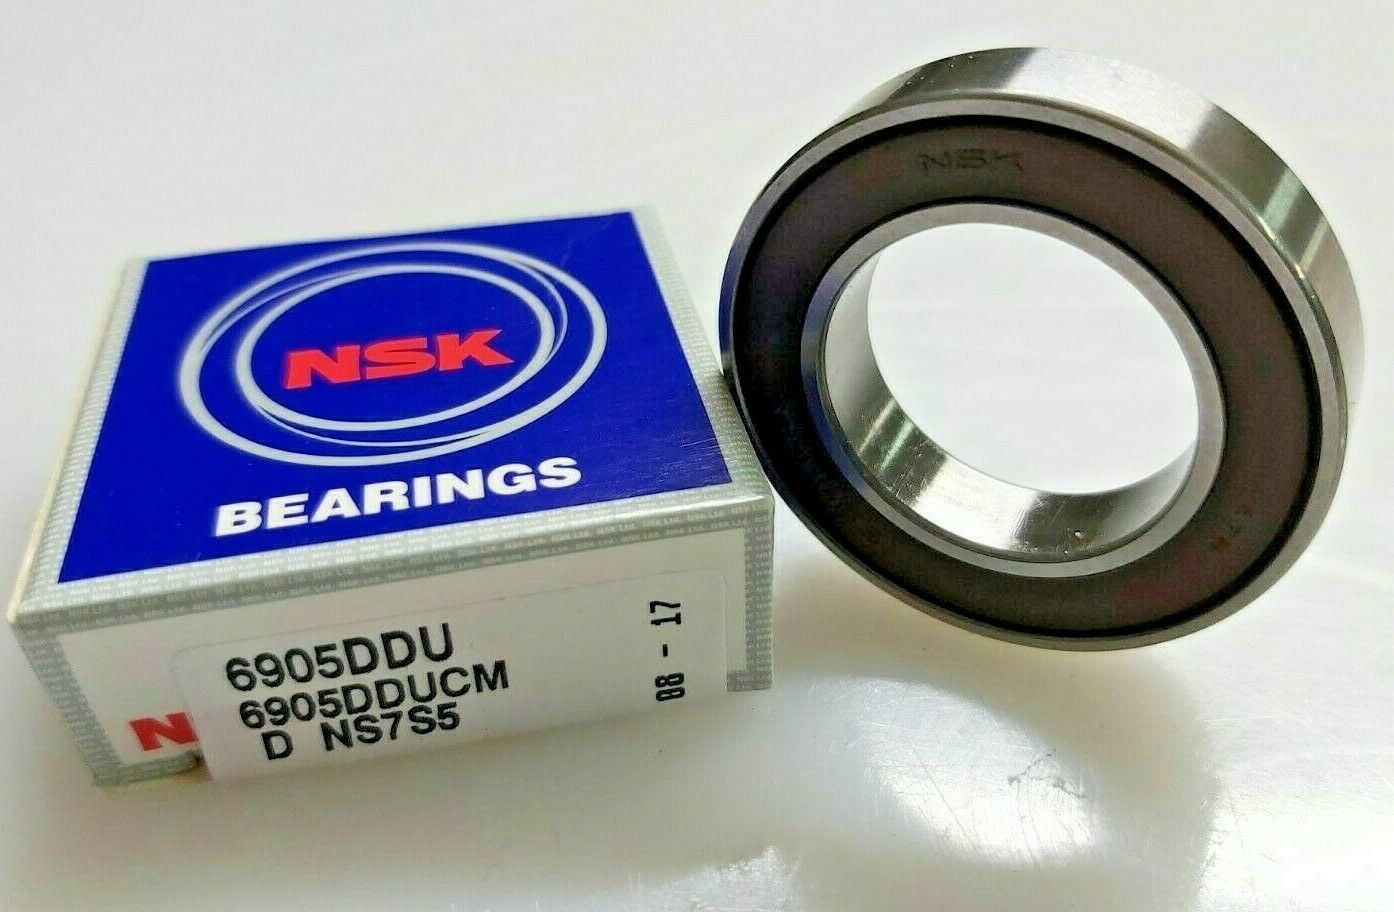 NSK
BEARINGS
6905DDU
6905DDUCM
D NS7S5
08 - 17
N
NSK